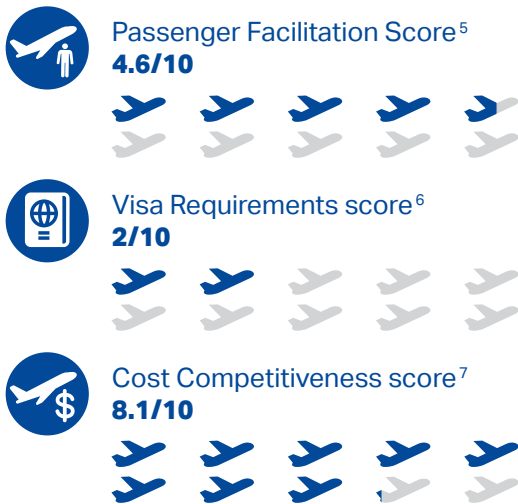 Passenger Facilitation Score⁵
4.6/10
Visa Requirements score⁶
2/10
$
Cost Competitiveness score⁷
8.1/10